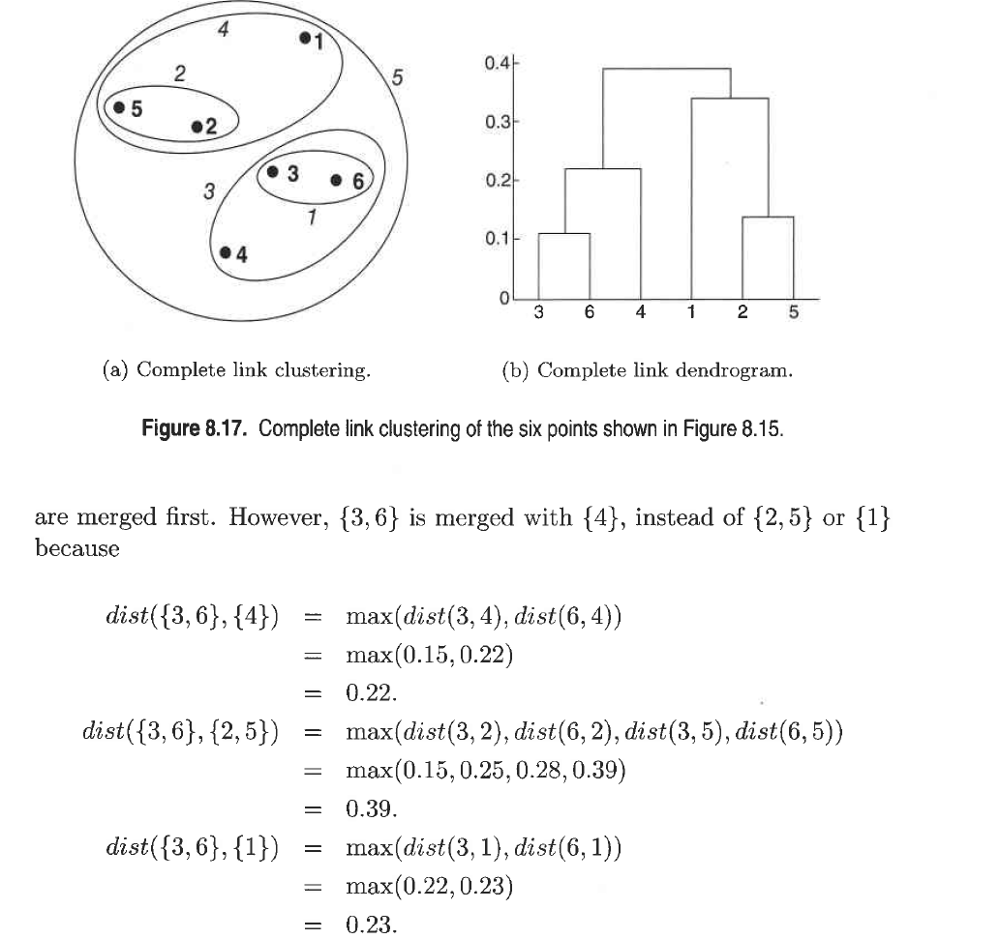 4
1
2
5
5
2
3
3
6
1
4
0.4
0.3
0.2
0.1
0
3 6 4 1 2 5
(a) Complete link clustering.
(b) Complete link dendrogram.
Figure 8.17. Complete link clustering of the six points shown in Figure 8.15.
are merged first. However, {3, 6} is merged with {4}, instead of {2, 5} or {1}
because
dist({3, 6}, {4}) = max(dist(3, 4), dist(6, 4))
= max(0.15, 0.22)
= 0.22.
dist({3, 6}, {2, 5}) = max(dist(3, 2), dist(6, 2), dist(3, 5), dist(6, 5))
= max(0.15, 0.25, 0.28, 0.39)
= 0.39.
dist({3, 6}, {1}) = max(dist(3, 1), dist(6, 1))
= max(0.22, 0.23)
= 0.23.